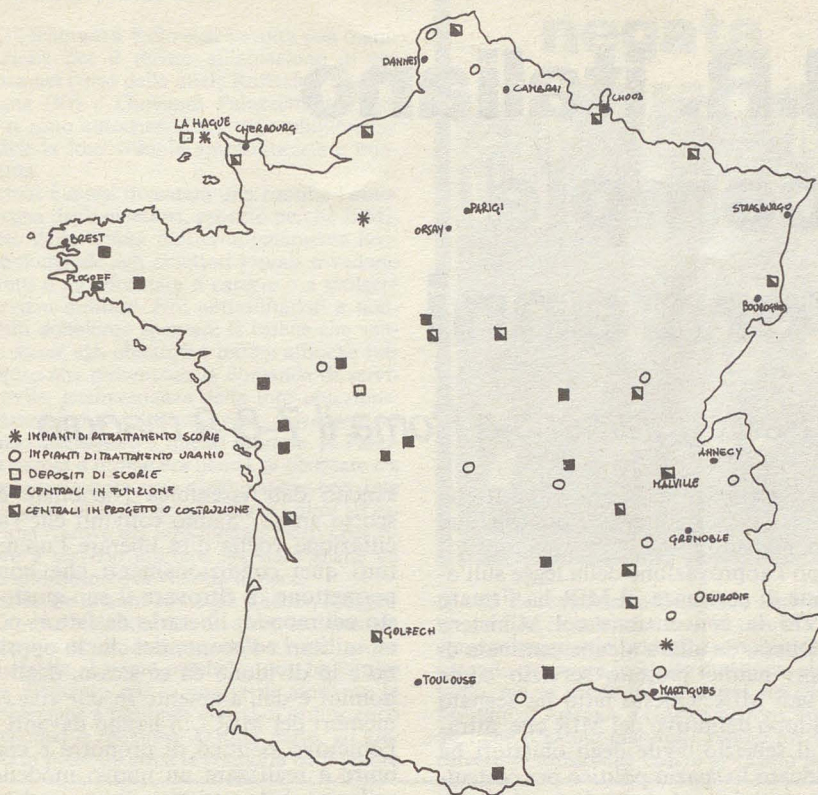 DANNES
CAMBRAI
CHOOZ
LA HAGUE
CHERBOURG
PARIGI
ORSAY
STRASBURGO
BREST
PLOGOFF
IMPIANTI DI RITRATTAMENTO SCORIE
IMPIANTI DI TRATTAMENTO URANIO
DEPOSITI DI SCORIE
CENTRALI IN FUNZIONE
CENTRALI IN PROGETTO O COSTRUZIONE
ANNECY
MALVILLE
GRENOBLE
EURODIF
GOLFECH
TOULOUSE
MARTIGUES